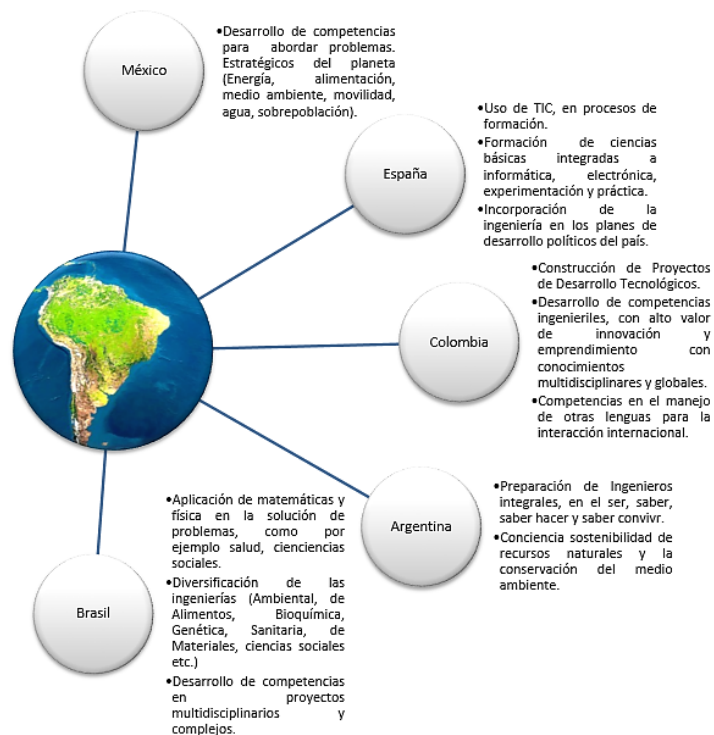 México
•Desarrollo de competencias
para abordar problemas.
Estratégicos del planeta
(Energía, alimentación,
medio ambiente, movilidad,
agua, sobrepoblación).
España
•Uso de TIC, en procesos de
formación.
•Formación de ciencias
básicas integradas a
informática, electrónica,
experimentación y práctica.
•Incorporación de la
ingeniería en los planes de
desarrollo políticos del país.
Colombia
•Construcción de Proyectos
de Desarrollo Tecnológicos.
•Desarrollo de competencias
ingenieriles, con alto valor
de innovación y
emprendimiento con
conocimientos
multidisciplinares y globales.
•Competencias en el manejo
de otras lenguas para la
interacción internacional.
Argentina
•Preparación de Ingenieros
integrales, en el ser, saber,
saber hacer y saber convivr.
•Conciencia sostenibilidad de
recursos naturales y la
conservación del medio
ambiente.
Brasil
•Aplicación de matemáticas y
física en la solución de
problemas, como por
ejemplo salud, cienciencias
sociales.
•Diversificación de las
ingenierías (Ambiental, de
Alimentos, Bioquímica,
Genética, Sanitaria, de
Materiales, ciencias sociales
etc.)
•Desarrollo de competencias
en proyectos
multidisciplinarios y
complejos.